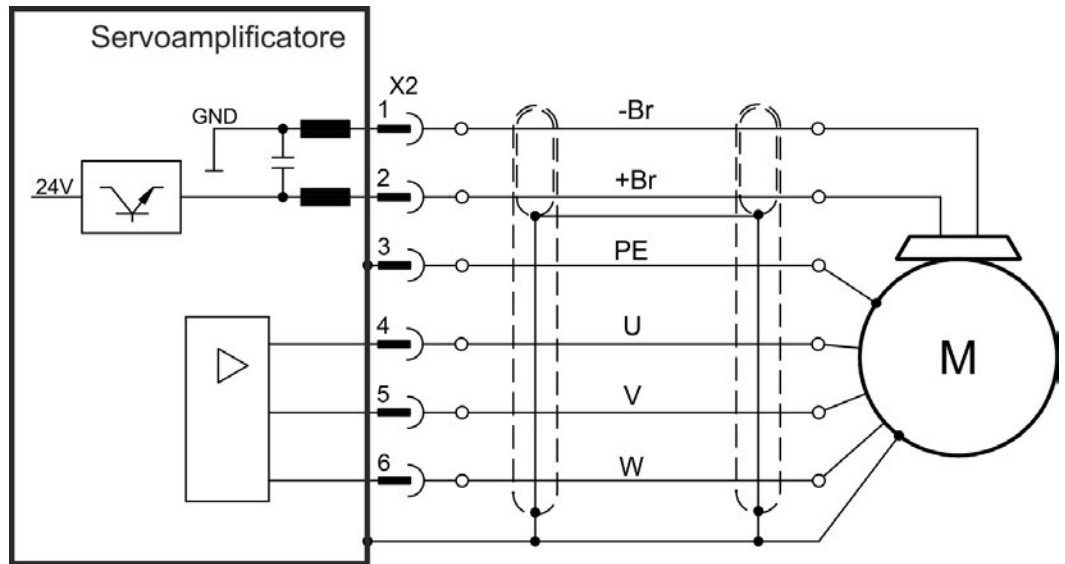 Servoamplificatore
X2
GND
1 -Br
24V
2 +Br
3 PE
4 U
M
5 V
6 W